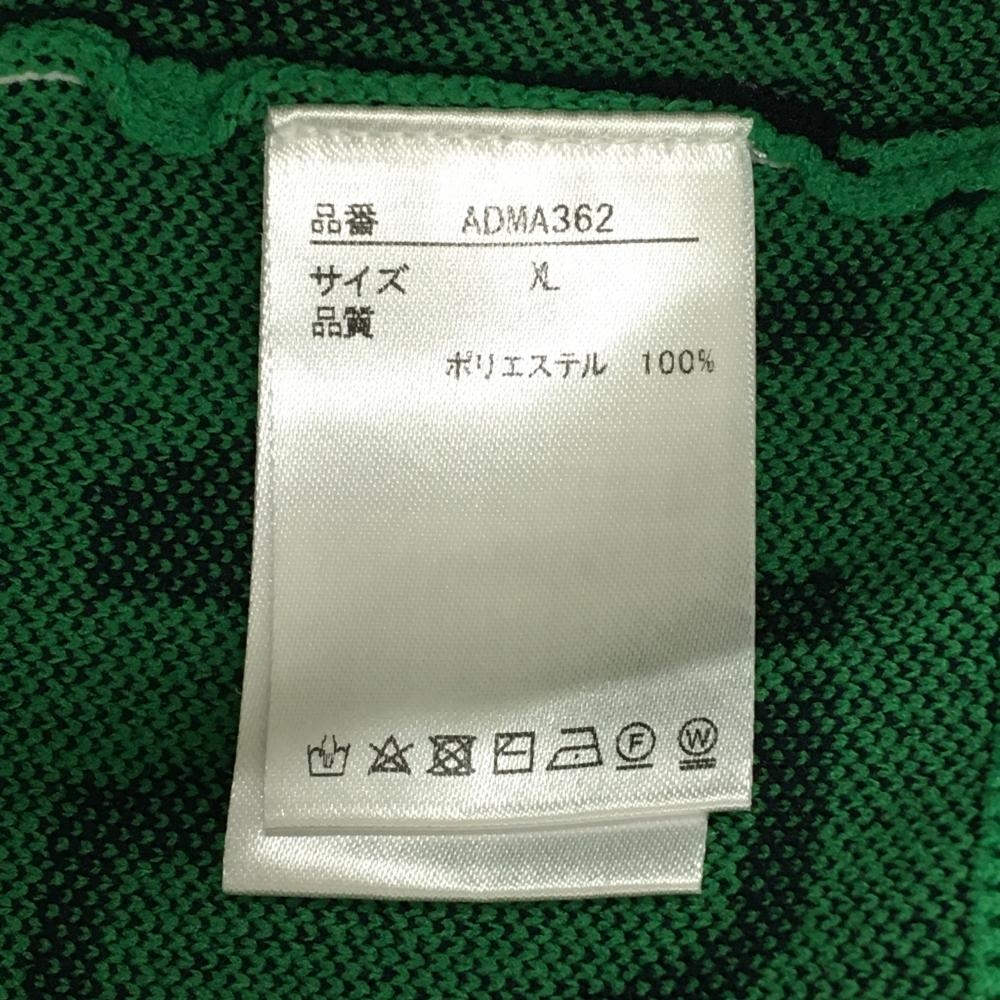 品番 ADMA362
サイズ XL
品質
ポリエステル 100%
F W